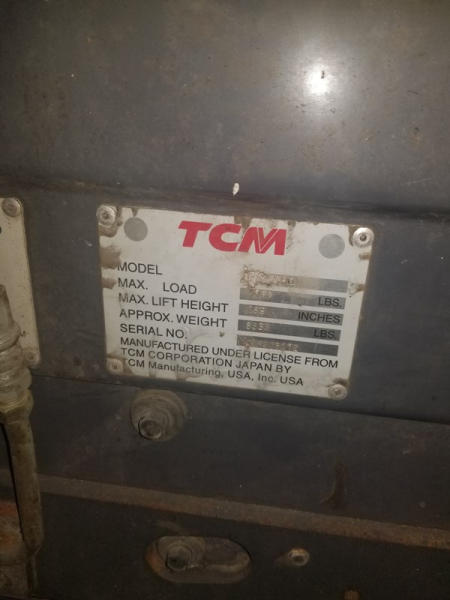 TCM
MODEL
MAX. LOAD LBS.
MAX. LIFT HEIGHT INCHES
APPROX. WEIGHT LBS.
SERIAL NO.
MANUFACTURED UNDER LICENSE FROM
TCM CORPORATION JAPAN BY
TCM Manufacturing, USA, Inc. USA